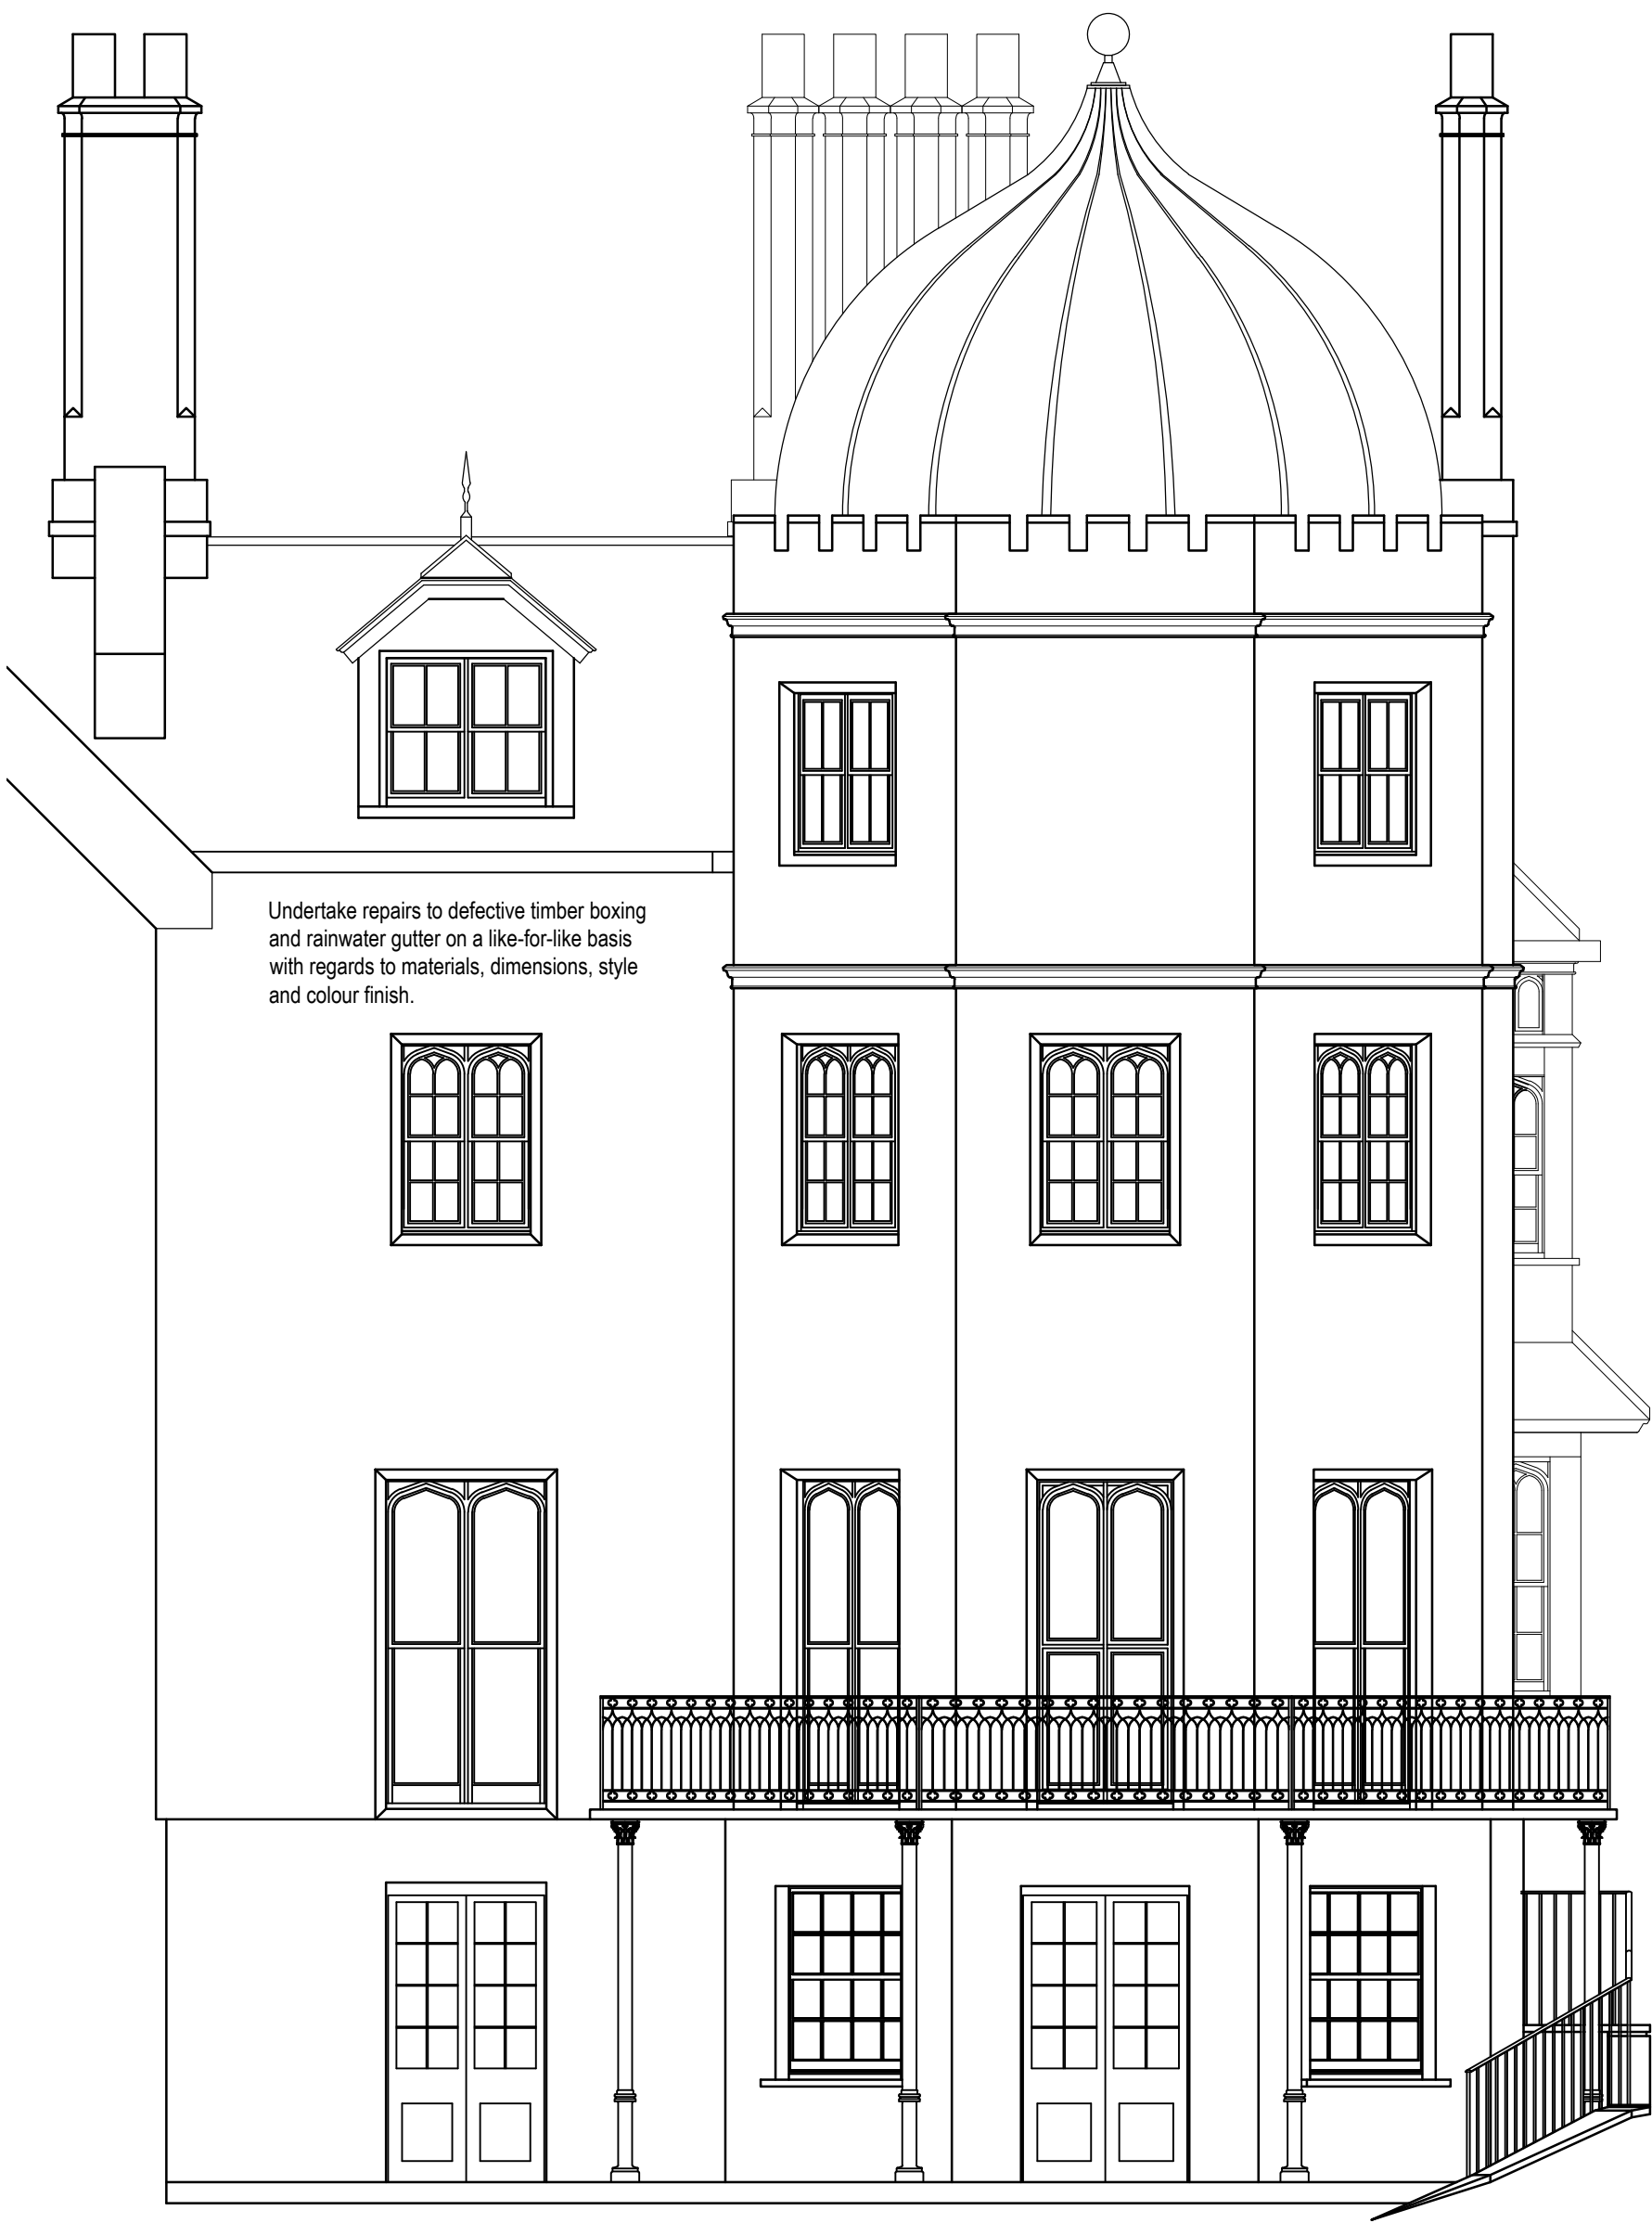 Undertake repairs to defective timber boxing
and rainwater gutter on a like-for-like basis
with regards to materials, dimensions, style
and colour finish.